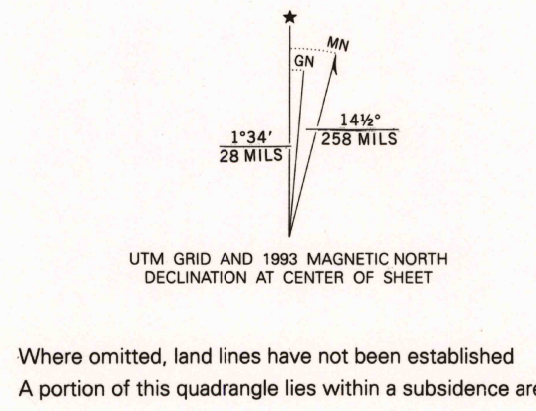 ★
MN
GN
1°34′
28 MILS
14½°
258 MILS
UTM GRID AND 1993 MAGNETIC NORTH
DECLINATION AT CENTER OF SHEET
Where omitted, land lines have not been established
A portion of this quadrangle lies within a subsidence are